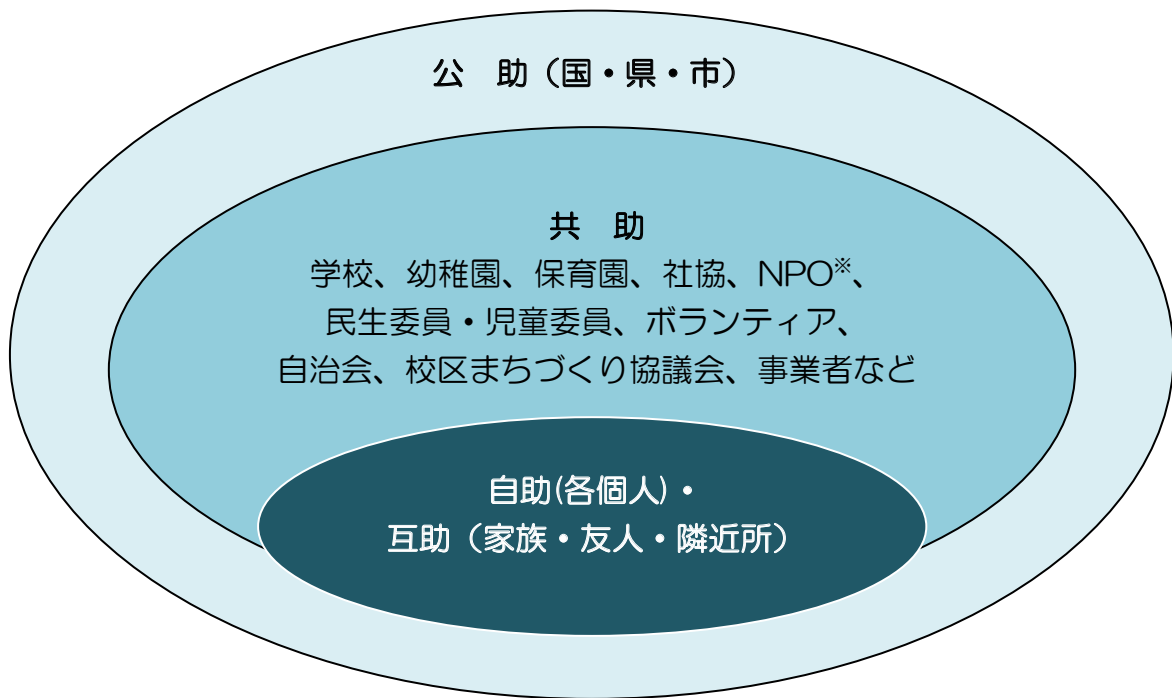 公　助（国・県・市）
共　助
学校、幼稚園、保育園、社協、NPO※、
民生委員・児童委員、ボランティア、
自治会、校区まちづくり協議会、事業者など
自助(各個人)・
互助（家族・友人・隣近所）